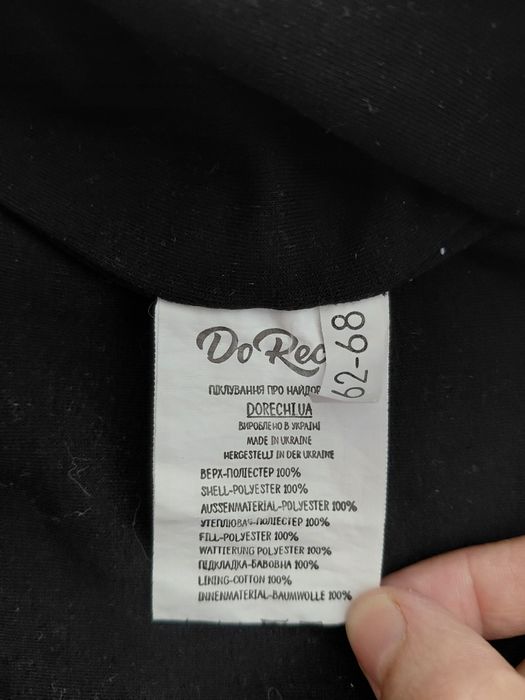 DoRec
62-68
ПІКЛУВАННЯ ПРО НАЙДОР
DORECHI.UA
ВИРОБЛЕНО В УКРАЇНІ
MADE IN UKRAINE
HERGESTELLT IN DER UKRAINE
ВЕРХ-ПОЛІЕСТЕР 100%
SHELL-POLYESTER 100%
AUSSENMATERIAL-POLYESTER 100%
УТЕПЛЮВАЧ-ПОЛІЕСТЕР 100%
FILL-POLYESTER 100%
WATTIERUNG POLYESTER 100%
ПІДКЛАДКА-БАВОВНА 100%
LINING-COTTON 100%
INNENMATERIAL-BAUMWOLLE 100%